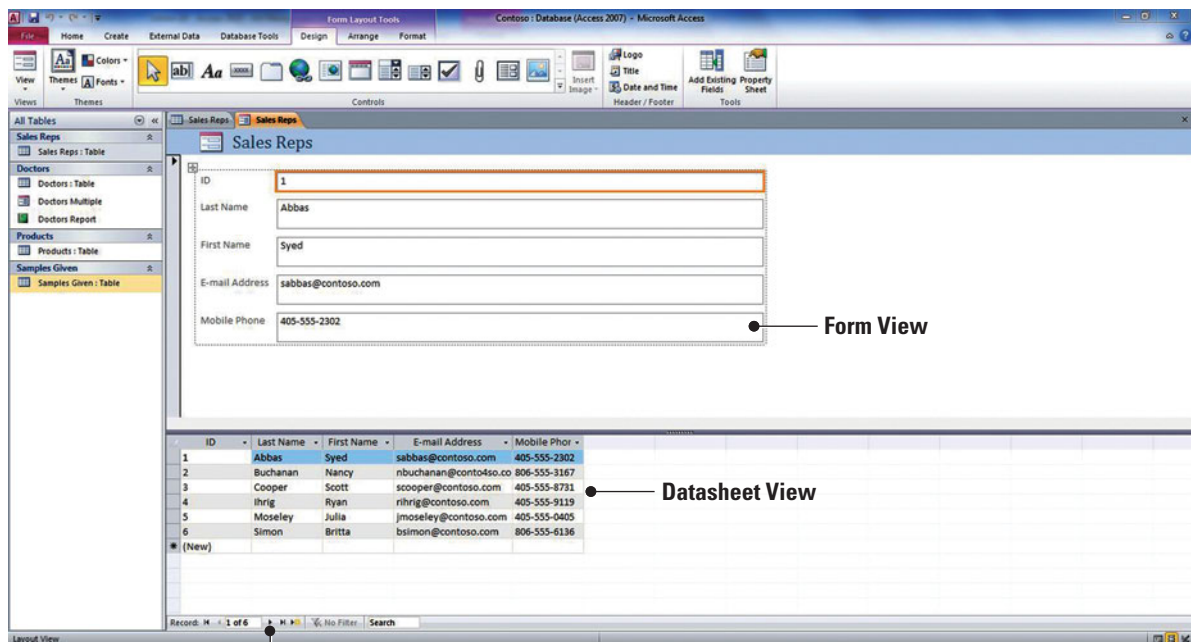 Form Layout Tools
Contoso : Database (Access 2007) - Microsoft Access
File Home Create External Data Database Tools Design Arrange Format
View
Views
Aa
Themes
Colors
A Fonts
Themes
ab| Aa
Controls
Insert Image
Logo
Title
Date and Time
Header / Footer
Add Existing Fields
Property Sheet
Tools
All Tables
Sales Reps
Sales Reps : Table
Doctors
Doctors : Table
Doctors Multiple
Doctors Report
Products
Products : Table
Samples Given
Samples Given : Table
Sales Reps Sales Reps
Sales Reps
ID 1
Last Name Abbas
First Name Syed
E-mail Address sabbas@contoso.com
Mobile Phone 405-555-2302
Form View
ID Last Name First Name E-mail Address Mobile Phor
1 Abbas Syed sabbas@contoso.com 405-555-2302
2 Buchanan Nancy nbuchanan@conto4so.co 806-555-3167
3 Cooper Scott scooper@contoso.com 405-555-8731
4 Ihrig Ryan rihrig@contoso.com 405-555-9119
5 Moseley Julia jmoseley@contoso.com 405-555-0405
6 Simon Britta bsimon@contoso.com 806-555-6136
(New)
Datasheet View
Record: 1 of 6 No Filter Search
Layout View